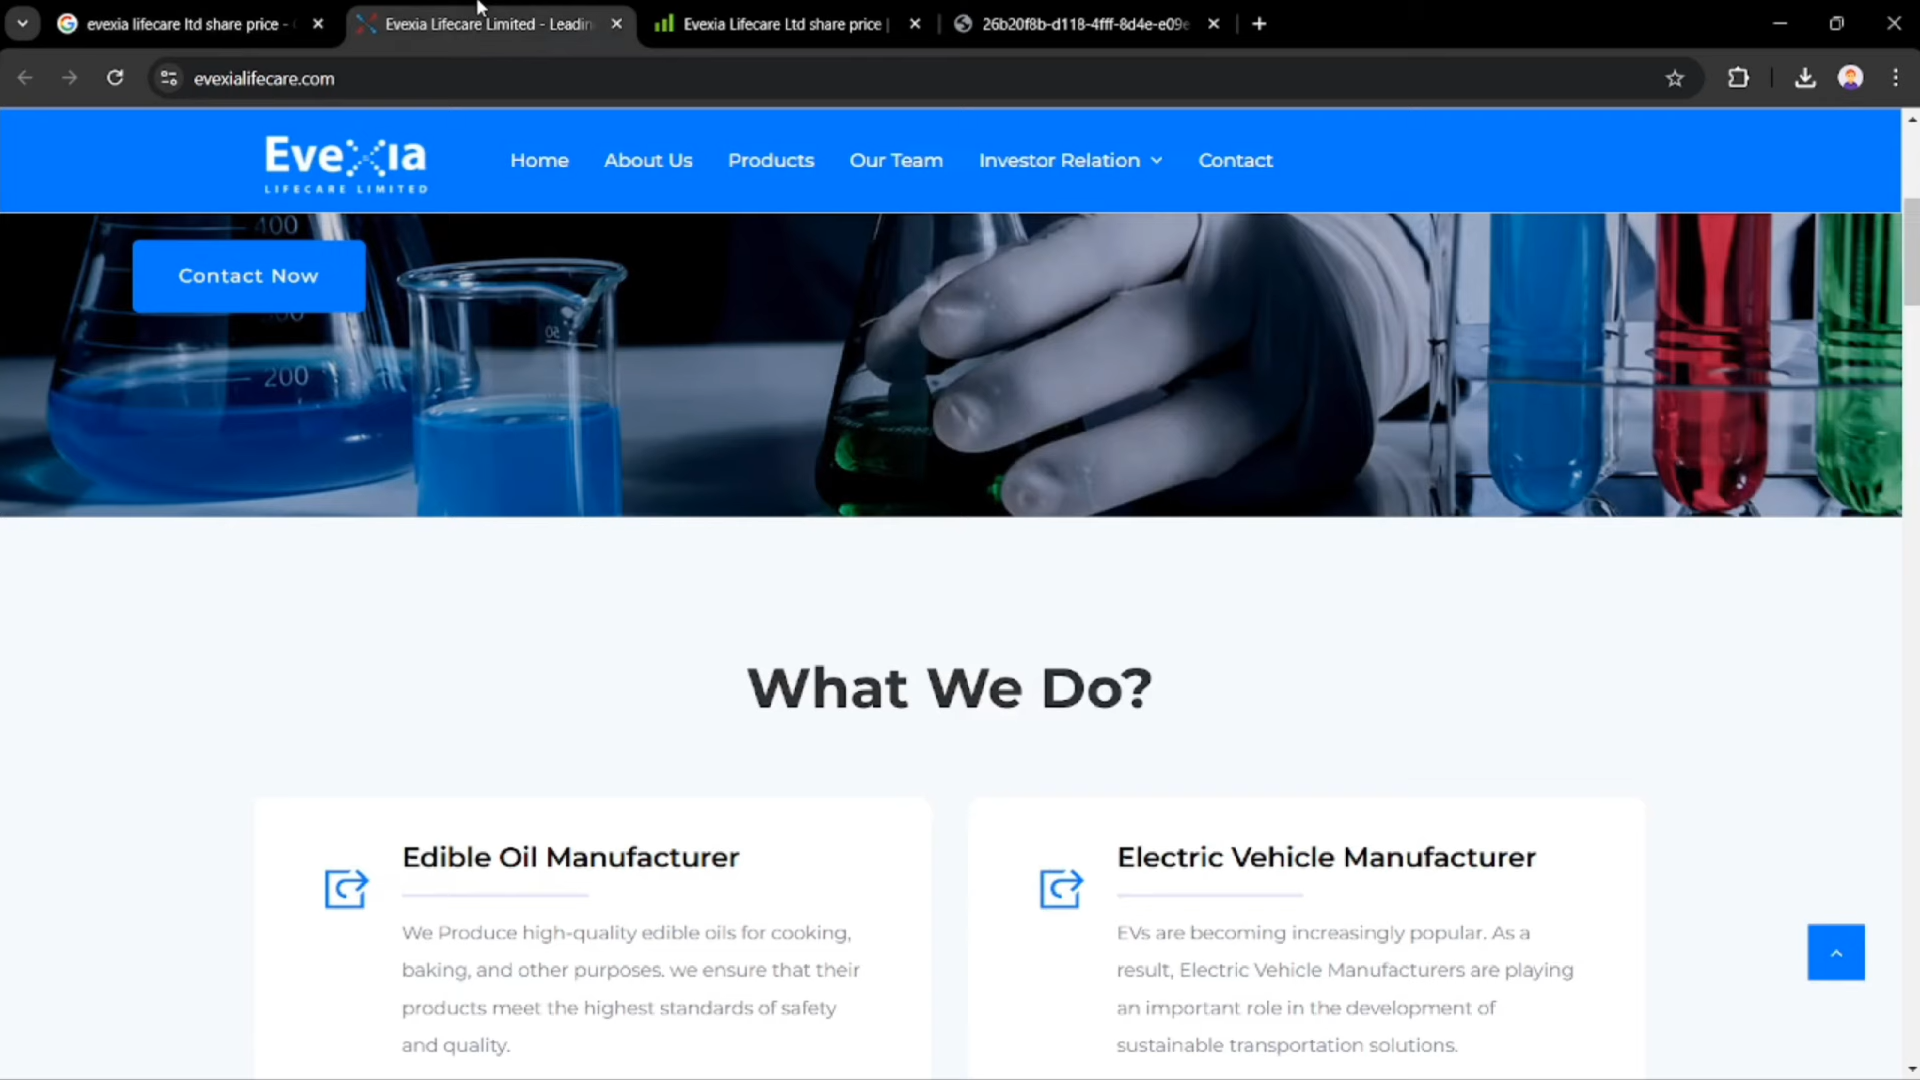 evexia lifecare ltd share price -
Evexia Lifecare Limited - Leadin
Evexia Lifecare Ltd share price |
26b20f8b-d118-4fff-8d4e-e09e
evexialifecare.com
Evexia
LIFECARE LIMITED
Home
About Us
Products
Our Team
Investor Relation
Contact
400
Contact Now
50
200
What We Do?
Edible Oil Manufacturer
We Produce high-quality edible oils for cooking,
baking, and other purposes. we ensure that their
products meet the highest standards of safety
and quality.
Electric Vehicle Manufacturer
EVs are becoming increasingly popular. As a
result, Electric Vehicle Manufacturers are playing
an important role in the development of
sustainable transportation solutions.